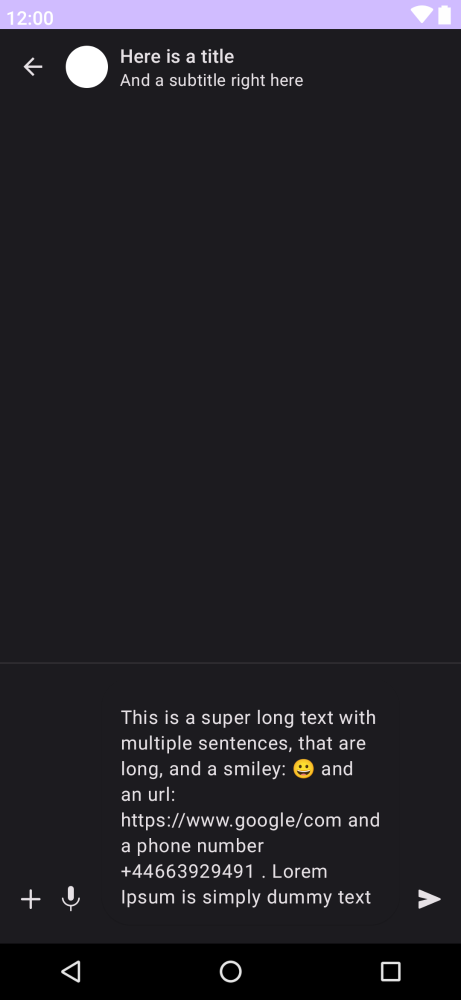 12:00
Here is a title
And a subtitle right here
This is a super long text with
multiple sentences, that are
long, and a smiley: 😀 and
an url:
https://www.google/com and
a phone number
+44663929491 . Lorem
Ipsum is simply dummy text